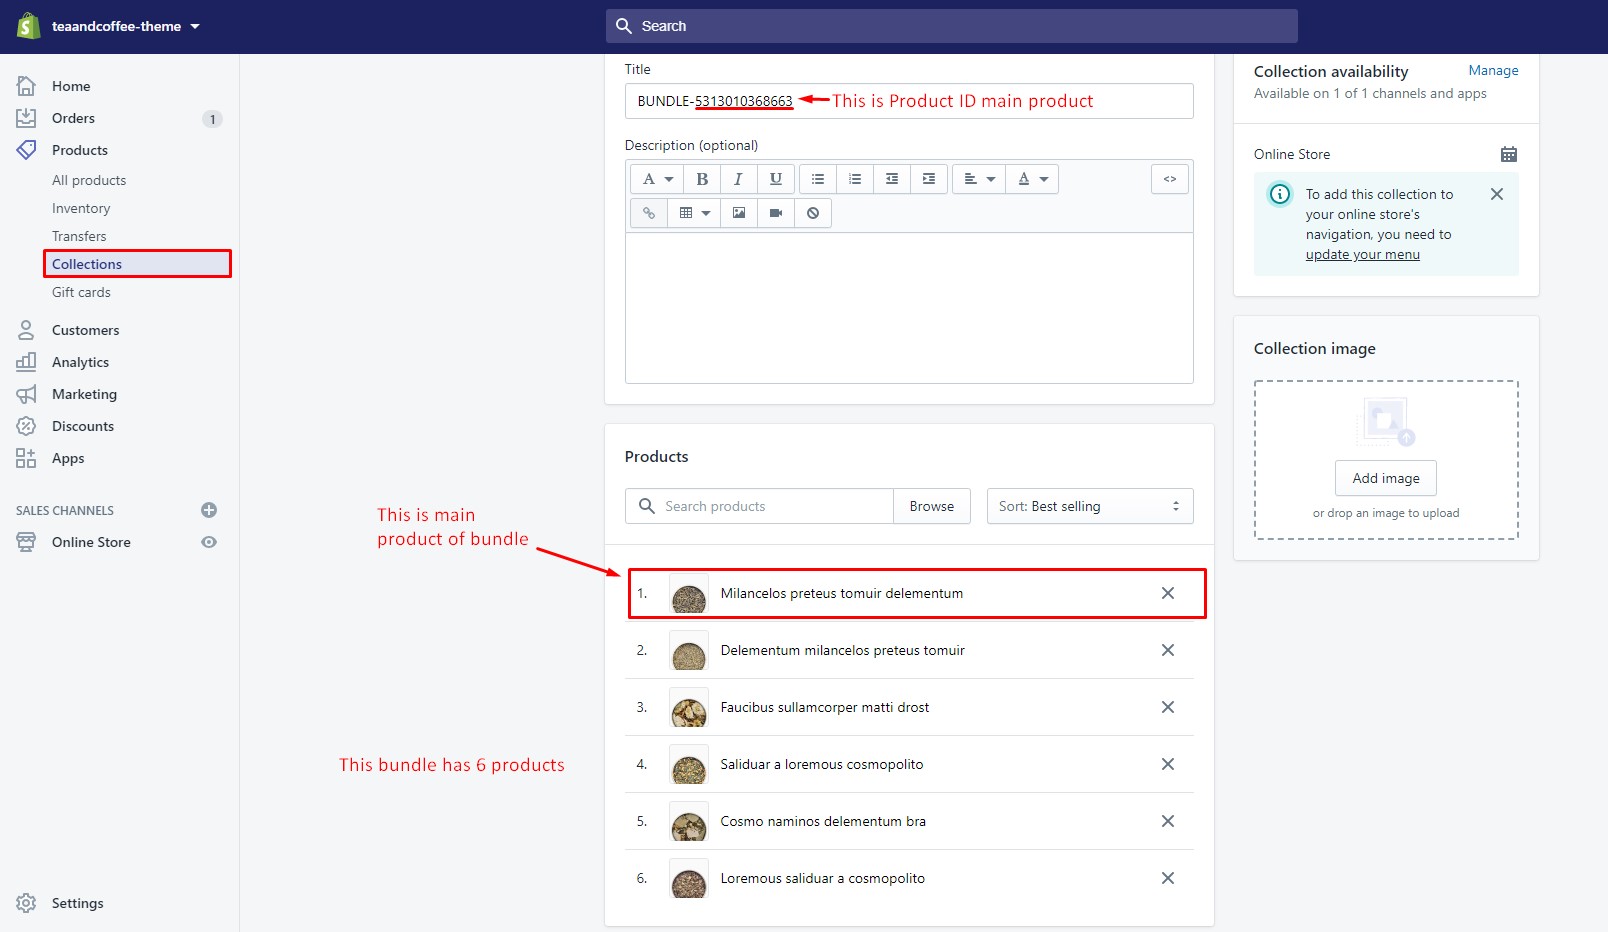 teaandcoffee-theme
Search
Home
Orders
1
Products
All products
Inventory
Transfers
Collections
Gift cards
Customers
Analytics
Marketing
Discounts
Apps
SALES CHANNELS
Online Store
Settings
Title
BUNDLE-5313010368663
This is Product ID main product
Description (optional)
A
B
I
U
A
<>
Products
Search products
Browse
Sort: Best selling
This is main
product of bundle
1. Milancelos preteus tomuir delementum
2. Delementum milancelos preteus tomuir
3. Faucibus sullamcorper matti drost
This bundle has 6 products
4. Saliduar a loremous cosmopolito
5. Cosmo naminos delementum bra
6. Loremous saliduar a cosmopolito
Collection availability
Manage
Available on 1 of 1 channels and apps
Online Store
To add this collection to
your online store's
navigation, you need to
update your menu
Collection image
Add image
or drop an image to upload